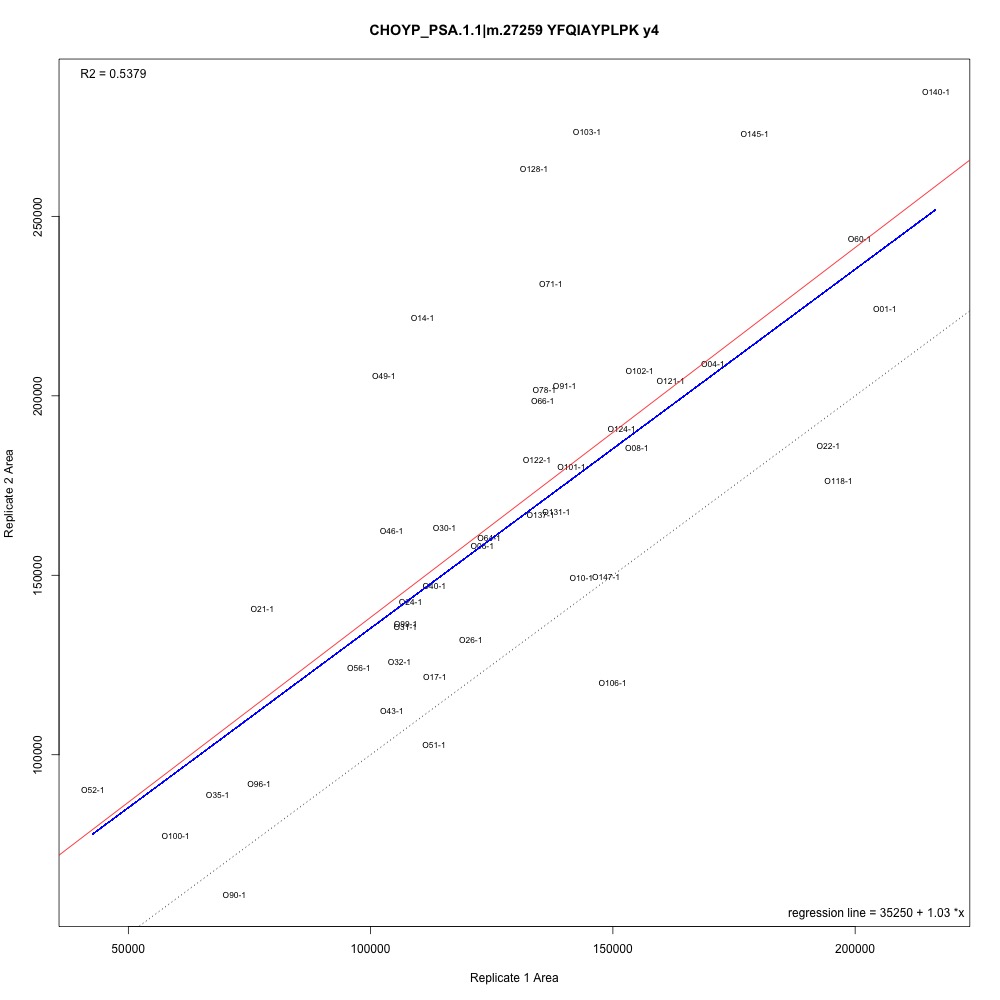 CHOYP_PSA.1.1|m.27259 YFQIAYPLPK y4
R2 = 0.5379
O140-1
O103-1
O145-1
O128-1
250000
O60-1
O71-1
O01-1
O14-1
O04-1
O102-1
O49-1
O121-1
O91-1
O78-1
200000
O66-1
O124-1
O22-1
O08-1
O122-1
O101-1
O118-1
O131-1
O137-1
O30-1
O46-1
O64-1
O147-1
O10-1
150000
O40-1
O24-1
O21-1
O31-1
O26-1
O32-1
O56-1
O17-1
O106-1
O43-1
O51-1
100000
O96-1
O52-1
O35-1
O100-1
O90-1
regression line = 35250 + 1.03 *x
50000
100000
150000
200000
Replicate 1 Area
Replicate 2 Area